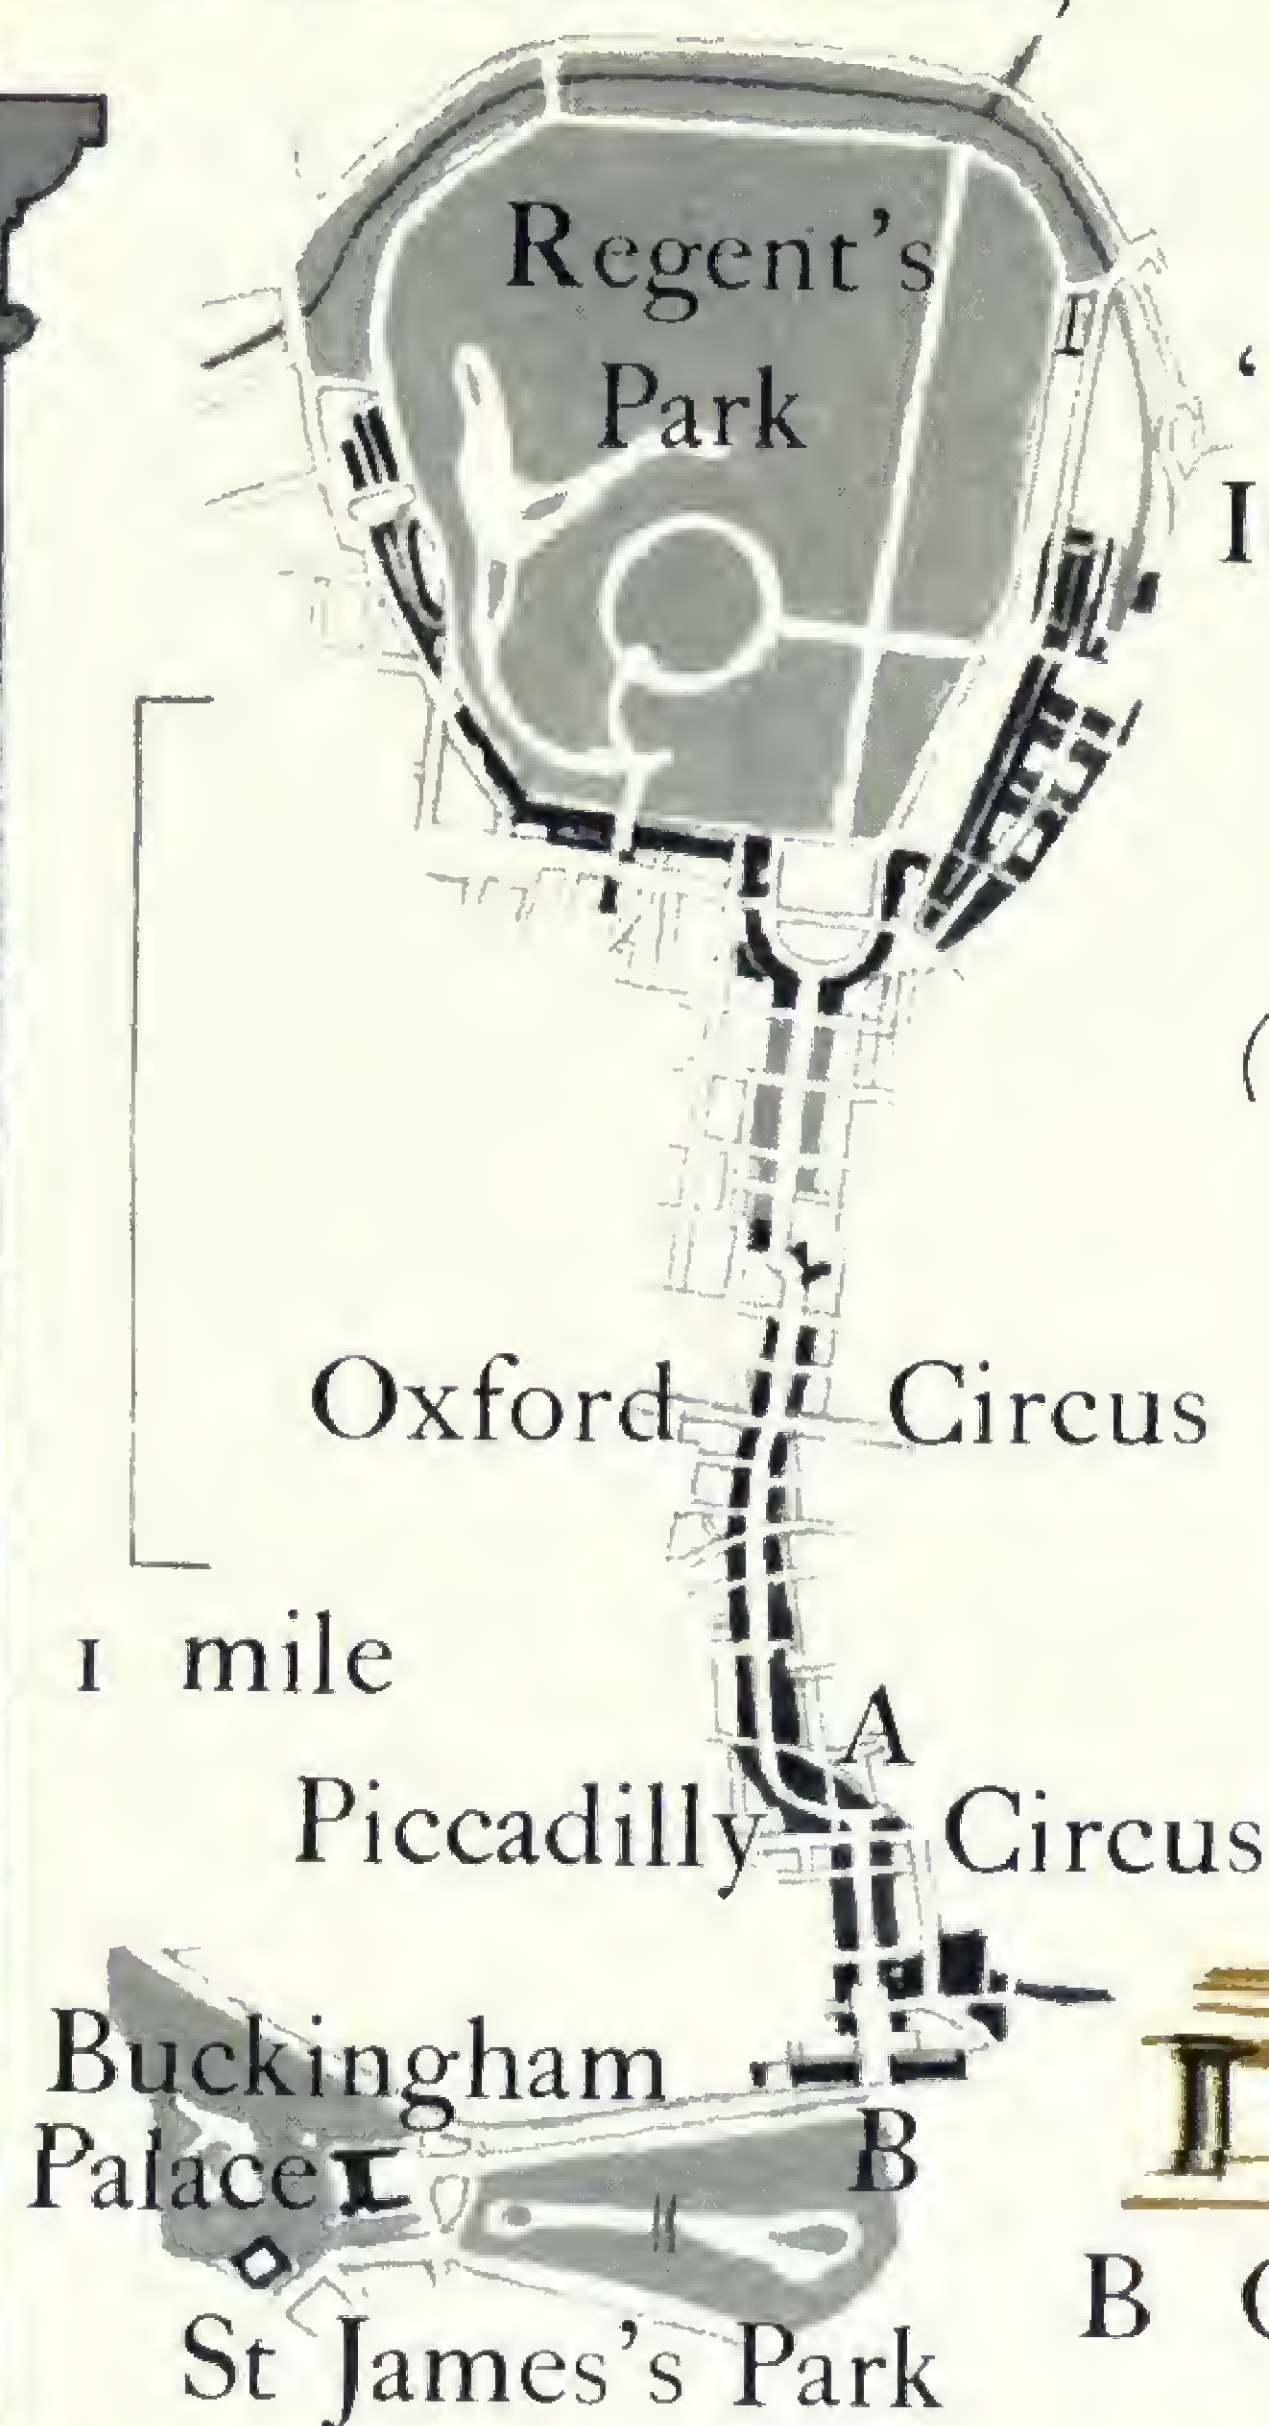 Regent's
Park
‘
I
(
Oxford Circus
1 mile
A
Piccadilly Circus
Buckingham
Palace
B
St James's Park
B